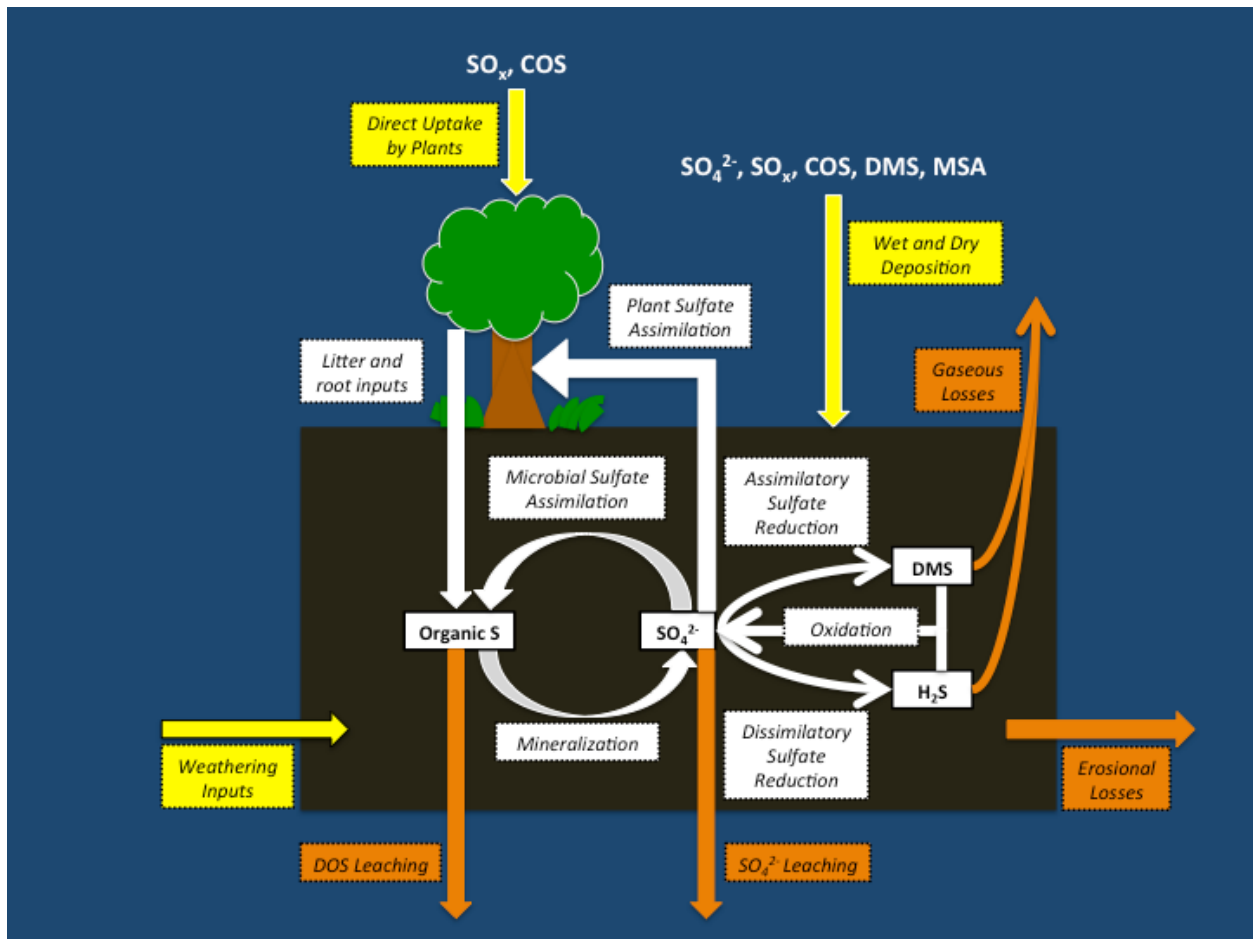 SOx, COS
Direct Uptake
by Plants
SO4^2-, SOx, COS, DMS, MSA
Wet and Dry
Deposition
Plant Sulfate
Assimilation
Litter and
root inputs
Gaseous
Losses
Microbial Sulfate
Assimilation
Assimilatory
Sulfate
Reduction
DMS
Organic S
SO4^2-
Oxidation
H2S
Mineralization
Dissimilatory
Sulfate
Reduction
Weathering
Inputs
Erosional
Losses
DOS Leaching
SO4^2- Leaching